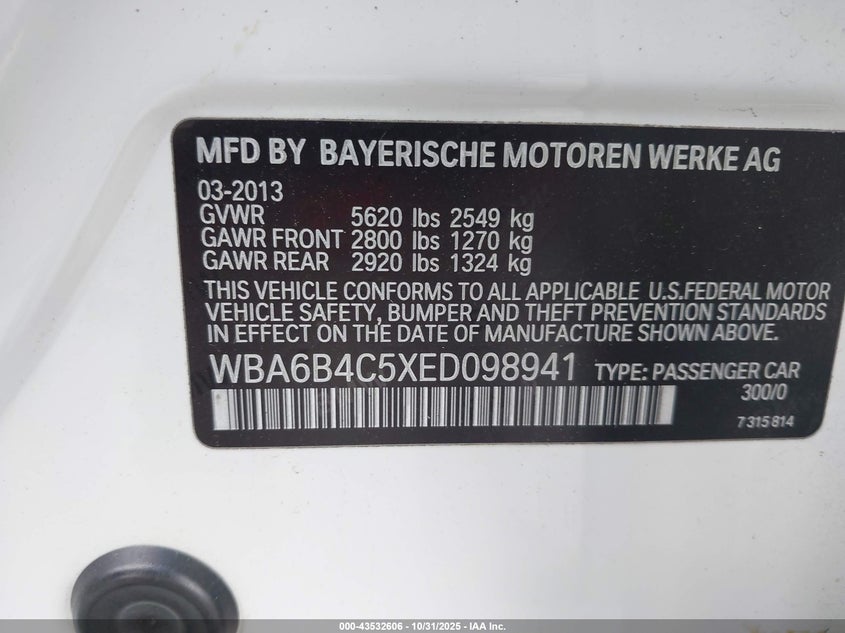 MFD BY BAYERISCHE MOTOREN WERKE AG
03-2013
GVWR 5620 lbs 2549 kg
GAWR FRONT 2800 lbs 1270 kg
GAWR REAR 2920 lbs 1324 kg
THIS VEHICLE CONFORMS TO ALL APPLICABLE U.S.FEDERAL MOTOR
VEHICLE SAFETY, BUMPER AND THEFT PREVENTION STANDARDS
IN EFFECT ON THE DATE OF MANUFACTURE SHOWN ABOVE.
WBA6B4C5XED098941 TYPE: PASSENGER CAR
300/0
7 315 814
000-43532606 - 10/31/2025 - IAA Inc.